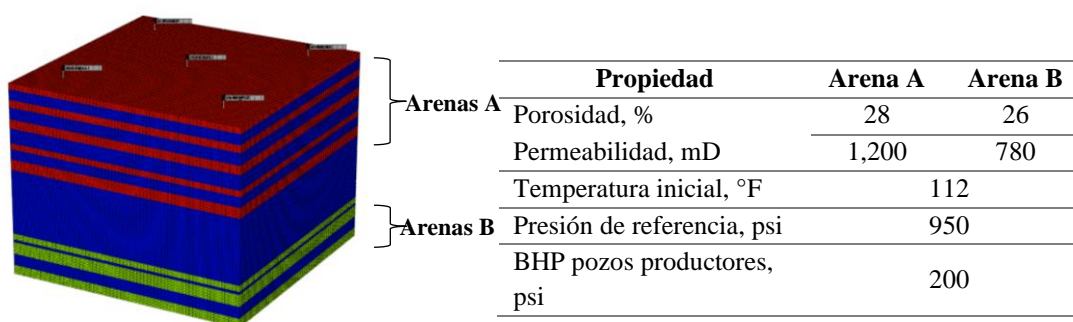 Arenas A
Arenas B
Propiedad Arena A Arena B
Porosidad, % 28 26
Permeabilidad, mD 1,200 780
Temperatura inicial, °F 112
Presión de referencia, psi 950
BHP pozos productores,
psi 200